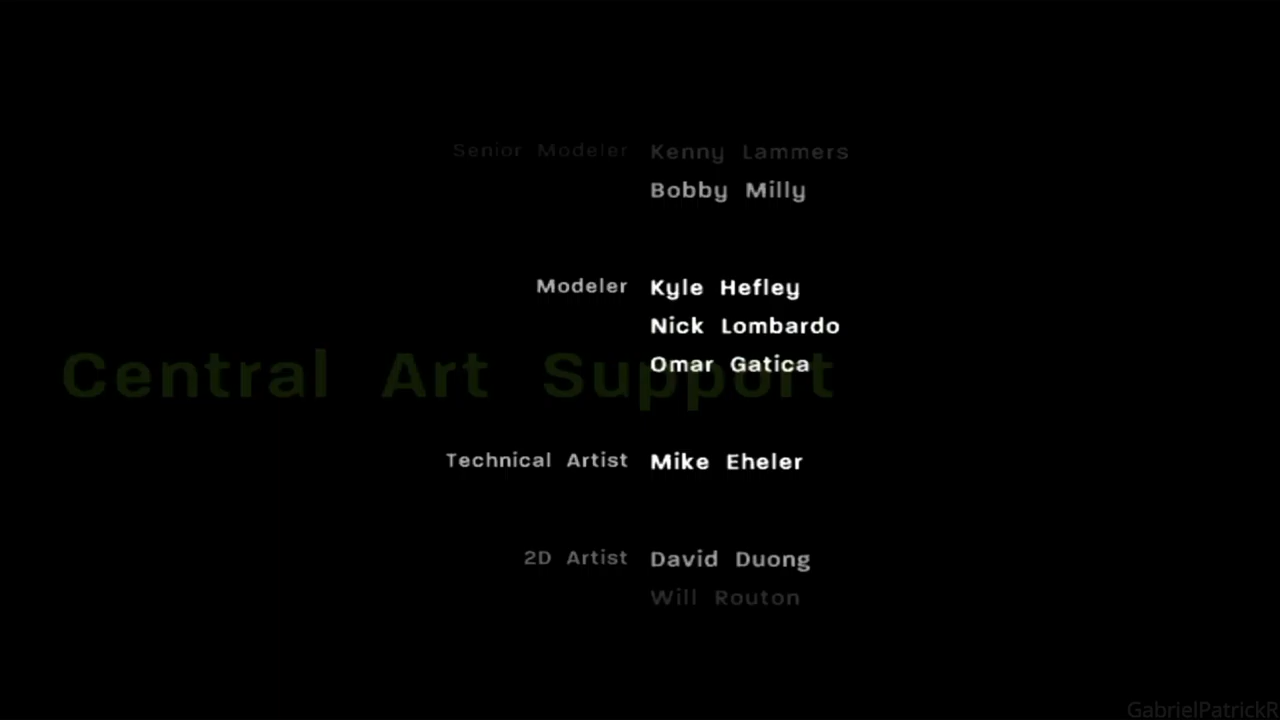 Senior Modeler Kenny Lammers
Bobby Milly
Modeler Kyle Hefley
Nick Lombardo
Omar Gatica
Central Art Support
Technical Artist Mike Eheler
2D Artist David Duong
Will Routon
GabrielPatrickR